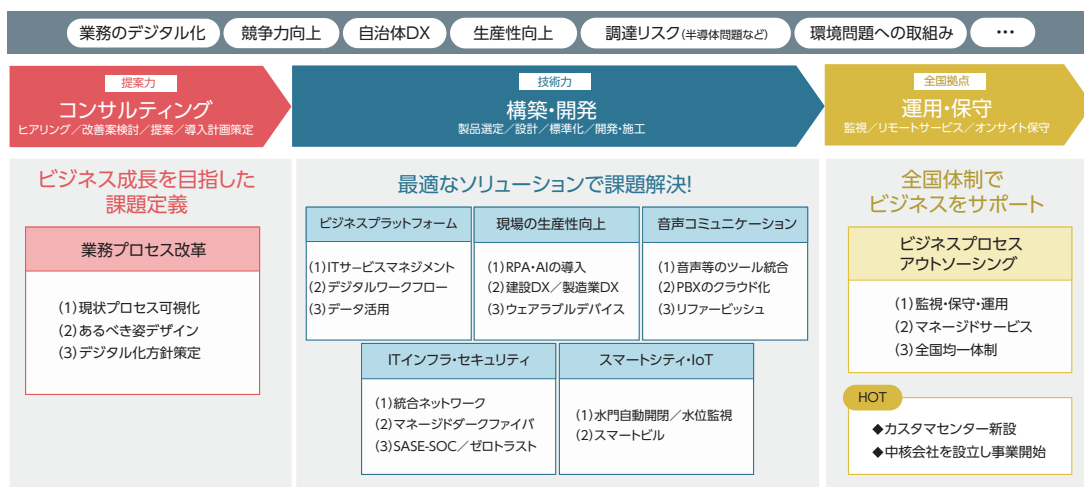 業務のデジタル化
競争力向上
自治体DX
生産性向上
調達リスク(半導体問題など)
環境問題への取組み
…
提案力
コンサルティング
ヒアリング／改善案検討／提案／導入計画策定
技術力
構築・開発
製品選定／設計／標準化／開発・施工
全国拠点
運用・保守
監視／リモートサービス／オンサイト保守
ビジネス成長を目指した
課題定義
業務プロセス改革
(1)現状プロセス可視化
(2)あるべき姿デザイン
(3)デジタル化方針策定
最適なソリューションで課題解決!
ビジネスプラットフォーム
(1)ITサービスマネジメント
(2)デジタルワークフロー
(3)データ活用
現場の生産性向上
(1)RPA・AIの導入
(2)建設DX／製造業DX
(3)ウェアラブルデバイス
音声コミュニケーション
(1)音声等のツール統合
(2)PBXのクラウド化
(3)リファービッシュ
ITインフラ・セキュリティ
(1)統合ネットワーク
(2)マネージドダークファイバ
(3)SASE-SOC／ゼロトラスト
スマートシティ・IoT
(1)水門自動開閉／水位監視
(2)スマートビル
全国体制で
ビジネスをサポート
ビジネスプロセス
アウトソーシング
(1)監視・保守・運用
(2)マネージドサービス
(3)全国均一体制
HOT
◆カスタマセンター新設
◆中核会社を設立し事業開始